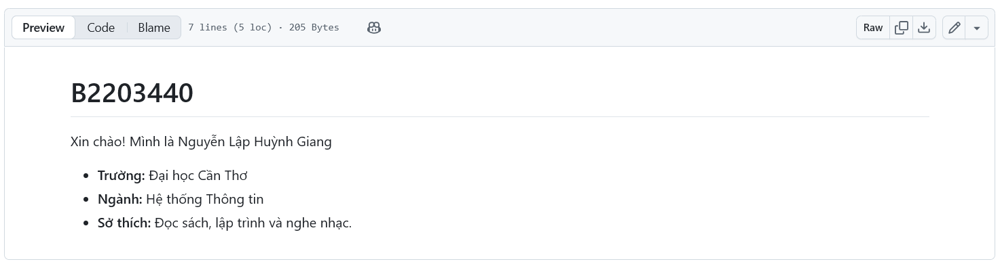 Preview Code Blame 7 lines (5 loc) · 205 Bytes Raw
B2203440
Xin chào! Mình là Nguyễn Lập Huỳnh Giang
• Trường: Đại học Cần Thơ
• Ngành: Hệ thống Thông tin
• Sở thích: Đọc sách, lập trình và nghe nhạc.